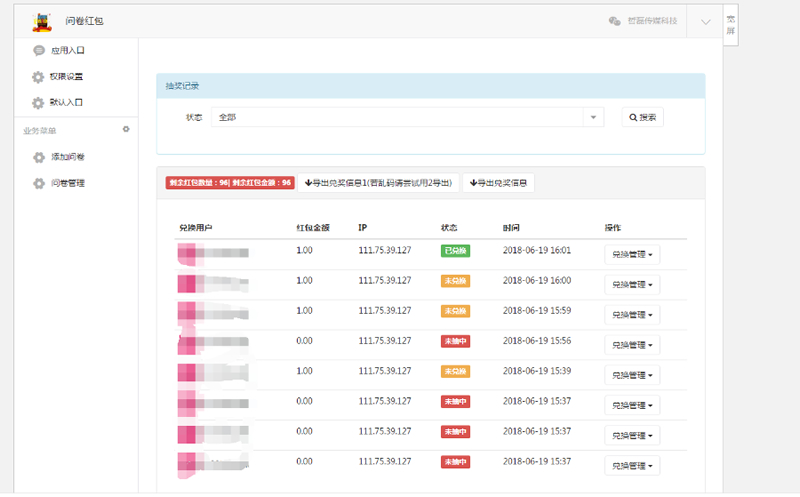 问卷红包
哲磊传媒科技
宽屏
应用入口
权限设置
默认入口
业务菜单
添加问卷
问卷管理
抽奖记录
状态 全部 搜索
剩余红包数量：96| 剩余红包金额：96 导出兑奖信息1(若乱码请尝试用2导出) 导出兑奖信息
兑换用户 红包金额 IP 状态 时间 操作
1.00 111.75.39.127 已兑换 2018-06-19 16:01 兑换管理
1.00 111.75.39.127 未兑换 2018-06-19 16:00 兑换管理
1.00 111.75.39.127 未兑换 2018-06-19 15:59 兑换管理
0.00 111.75.39.127 未抽中 2018-06-19 15:56 兑换管理
1.00 111.75.39.127 未兑换 2018-06-19 15:39 兑换管理
0.00 111.75.39.127 未抽中 2018-06-19 15:37 兑换管理
0.00 111.75.39.127 未抽中 2018-06-19 15:37 兑换管理
0.00 111.75.39.127 未抽中 2018-06-19 15:37 兑换管理